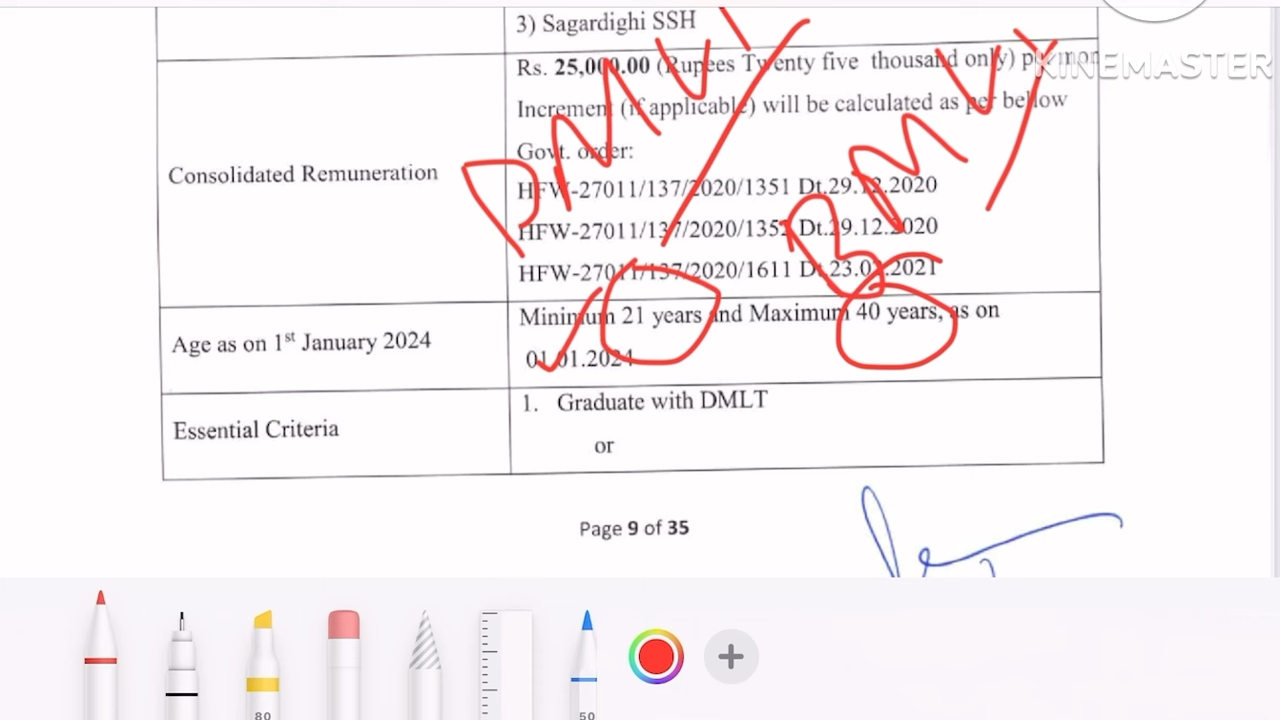 3) Sagardighi SSH
Rs. 25,000.00 (Rupees Twenty five thousand only) per mon
KINEMASTER
Increment (if applicable) will be calculated as per bellow
Govt. order:
Consolidated Remuneration
HFW-27011/137/2020/1351 Dt.29.12.2020
HFW-27011/137/2020/1352 Dt.29.12.2020
HFW-27011/137/2020/1611 Dt.23.02.2021
DMLT
BMLT
Age as on 1st January 2024
Minimum 21 years and Maximum 40 years, as on
01.01.2024
Essential Criteria
1. Graduate with DMLT
or
Page 9 of 35
80
50